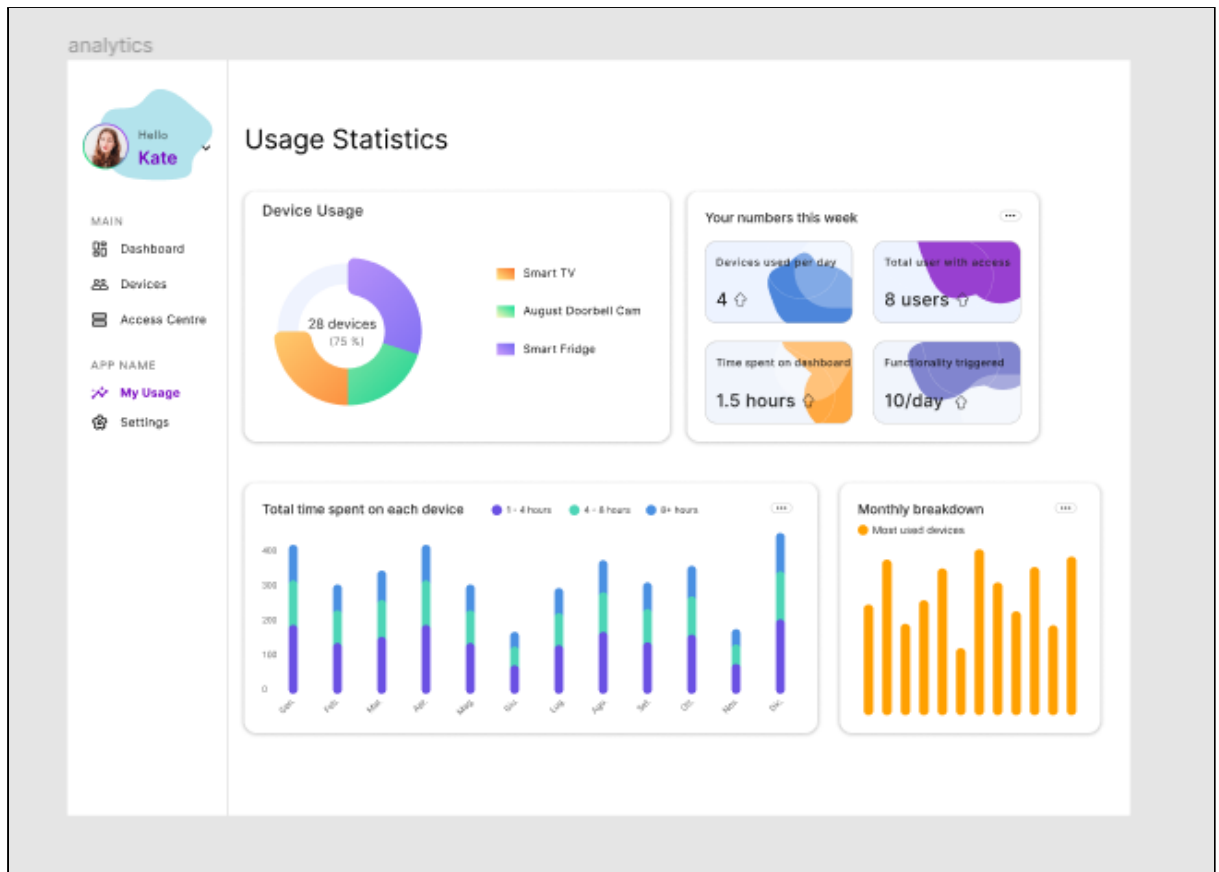 analytics
Hello
Kate
MAIN
Dashboard
Devices
Access Centre
APP NAME
My Usage
Settings
Usage Statistics
Device Usage
28 devices
(75 %)
Smart TV
August Doorbell Cam
Smart Fridge
Your numbers this week
Devices used per day
4
Total user with access
8 users
Time spent on dashboard
1.5 hours
Functionality triggered
10/day
Total time spent on each device
1 - 4 hours
4 - 8 hours
8+ hours
400
300
200
100
0
Gen.
Feb.
Mar.
Apr.
Mag.
Giu.
Lug.
Ago.
Set.
Ott.
Nov.
Dic.
Monthly breakdown
Most used devices